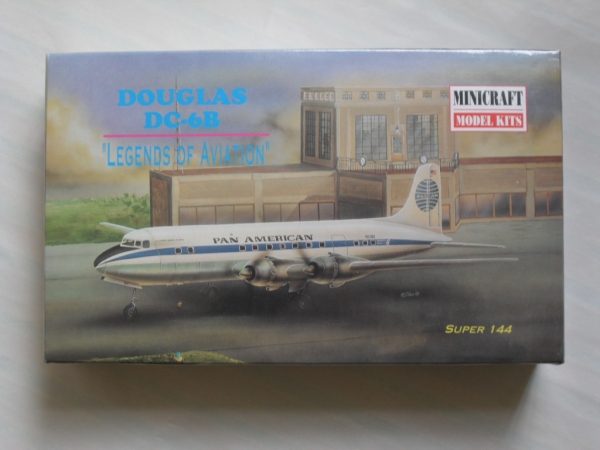 DOUGLAS
DC-6B
"LEGENDS OF AVIATION"
MINICRAFT
MODEL KITS
PAN AMERICAN
SUPER 144